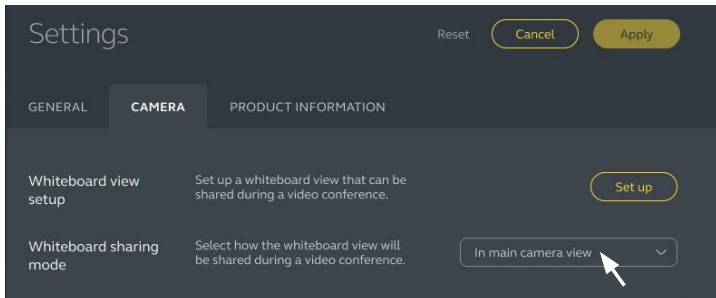 Settings
Reset
Cancel
Apply
GENERAL
CAMERA
PRODUCT INFORMATION
Whiteboard view
setup
Set up a whiteboard view that can be
shared during a video conference.
Set up
Whiteboard sharing
mode
Select how the whiteboard view will
be shared during a video conference.
In main camera view